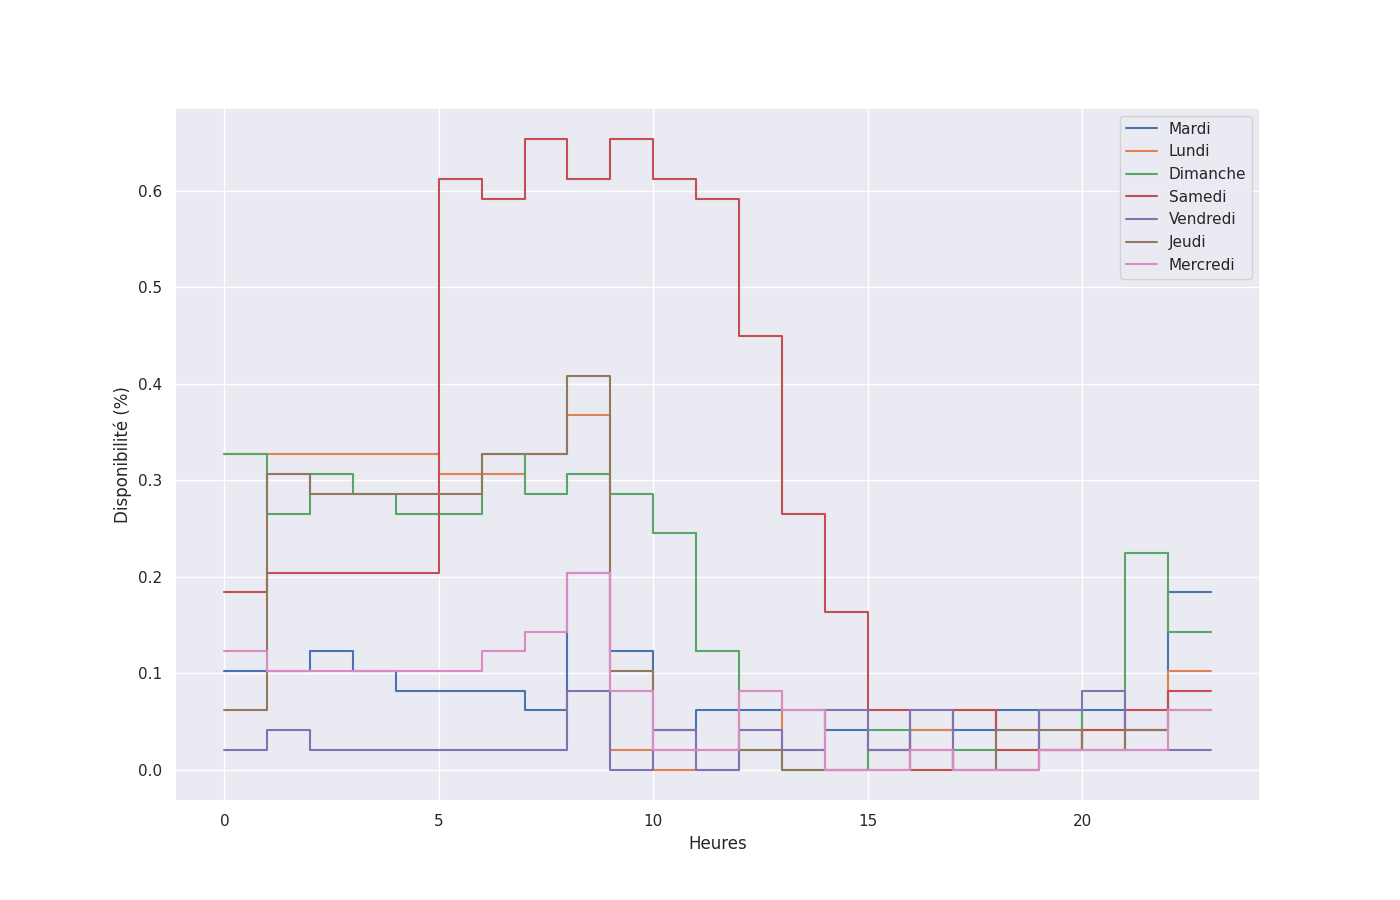 Mardi
Lundi
Dimanche
Samedi
Vendredi
Jeudi
Mercredi
0.6
0.5
0.4
0.3
0.2
0.1
0.0
Disponibilité (%)
0 5 10 15 20
Heures